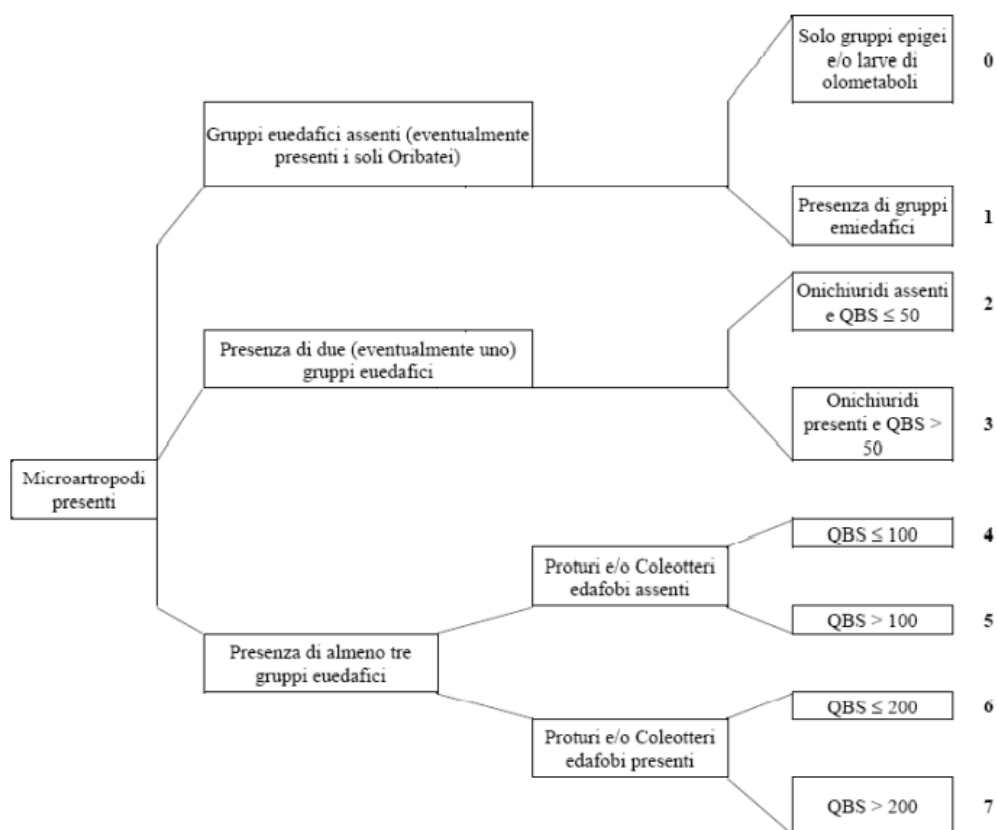 Solo gruppi epigei
e/o larve di
olometaboli
0
Gruppi euedafici assenti (eventualmente
presenti i soli Oribatei)
Presenza di gruppi
emiedafici
1
Onichiuridi assenti
e QBS ≤ 50
2
Presenza di due (eventualmente uno)
gruppi euedafici
Onichiuridi
presenti e QBS >
50
3
Microartropodi
presenti
QBS ≤ 100
4
Proturi e/o Coleotteri
edafobi assenti
QBS > 100
5
Presenza di almeno tre
gruppi euedafici
QBS ≤ 200
6
Proturi e/o Coleotteri
edafobi presenti
QBS > 200
7